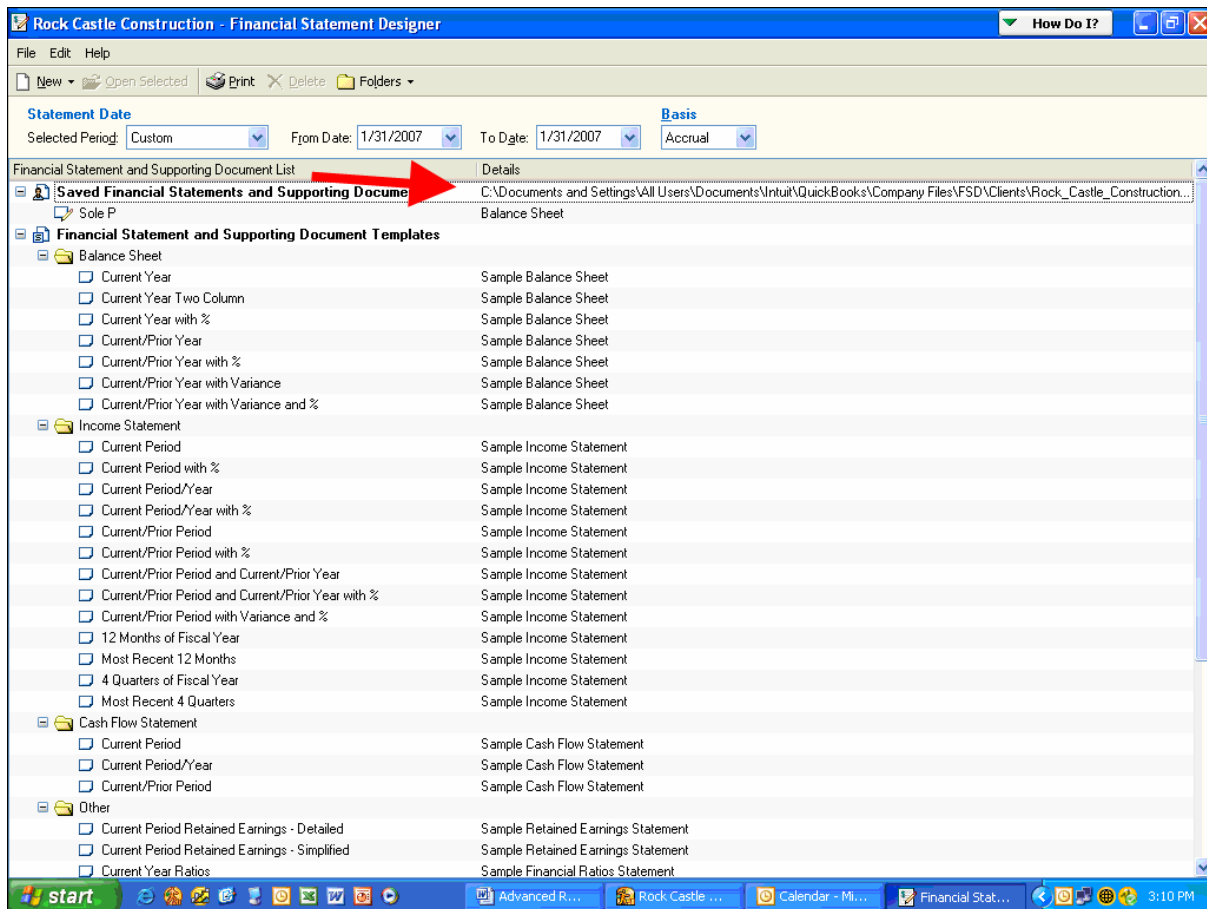 Rock Castle Construction - Financial Statement Designer How Do I?
File Edit Help
New Open Selected Print Delete Folders
Statement Date Basis
Selected Period: Custom From Date: 1/31/2007 To Date: 1/31/2007 Accrual
Financial Statement and Supporting Document List Details
Saved Financial Statements and Supporting Docume C:\Documents and Settings\All Users\Documents\Intuit\QuickBooks\Company Files\FSD\Clients\Rock_Castle_Construction...
Sole P Balance Sheet
Financial Statement and Supporting Document Templates
Balance Sheet
Current Year Sample Balance Sheet
Current Year Two Column Sample Balance Sheet
Current Year with % Sample Balance Sheet
Current/Prior Year Sample Balance Sheet
Current/Prior Year with % Sample Balance Sheet
Current/Prior Year with Variance Sample Balance Sheet
Current/Prior Year with Variance and % Sample Balance Sheet
Income Statement
Current Period Sample Income Statement
Current Period with % Sample Income Statement
Current Period/Year Sample Income Statement
Current Period/Year with % Sample Income Statement
Current/Prior Period Sample Income Statement
Current/Prior Period with % Sample Income Statement
Current/Prior Period and Current/Prior Year Sample Income Statement
Current/Prior Period and Current/Prior Year with % Sample Income Statement
Current/Prior Period with Variance and % Sample Income Statement
12 Months of Fiscal Year Sample Income Statement
Most Recent 12 Months Sample Income Statement
4 Quarters of Fiscal Year Sample Income Statement
Most Recent 4 Quarters Sample Income Statement
Cash Flow Statement
Current Period Sample Cash Flow Statement
Current Period/Year Sample Cash Flow Statement
Current/Prior Period Sample Cash Flow Statement
Other
Current Period Retained Earnings - Detailed Sample Retained Earnings Statement
Current Period Retained Earnings - Simplified Sample Retained Earnings Statement
Current Year Ratios Sample Financial Ratios Statement
start Advanced R... Rock Castle ... Calendar - Mi... Financial Stat... 3:10 PM